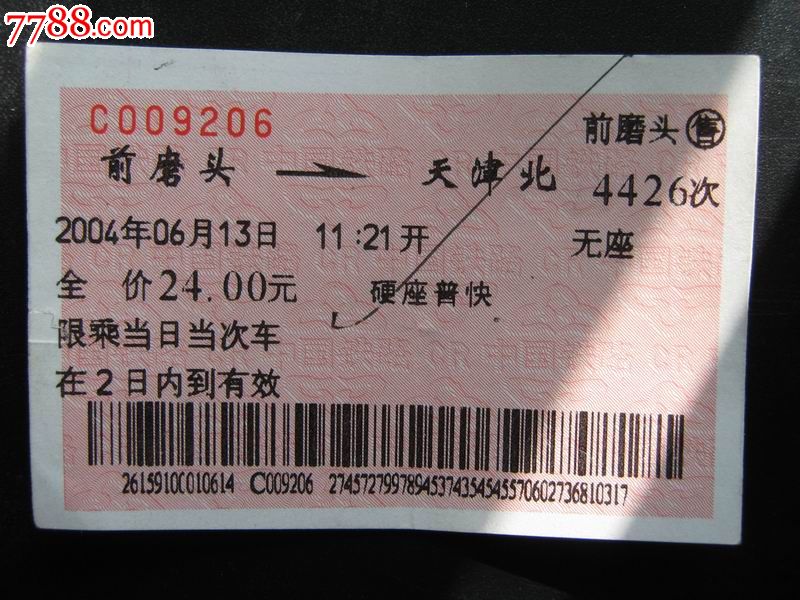 7788.com
C009206
前磨头㊝售
前磨头 → 天津北
4426次
2004年06月13日 11:21开 无座
全 价24.00元 硬座普快
限乘当日当次车
在2日内到有效
26159100010614 C009206 27457279978945374354545570602736810317